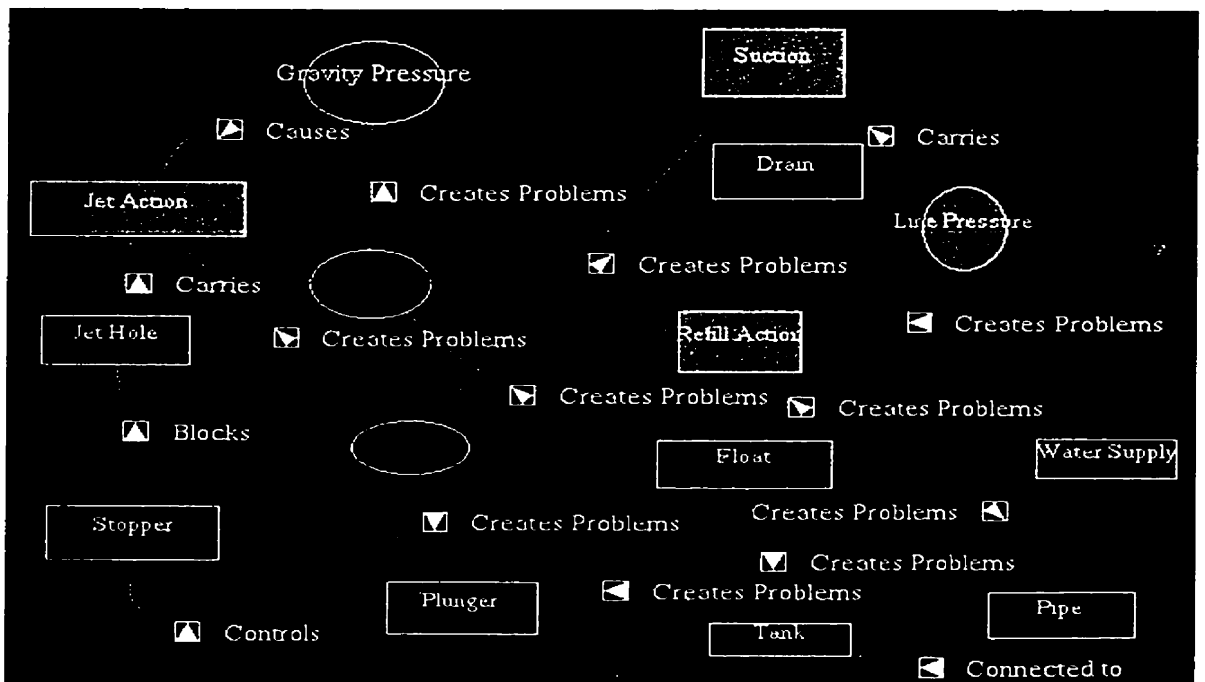 Suction
Gravity Pressure
Causes
Carries
Drain
Creates Problems
Jet Action
Line Pressure
Creates Problems
Carries
Creates Problems
Jet Hole
Creates Problems
Refill Action
Creates Problems
Creates Problems
Blocks
Float
Water Supply
Creates Problems
Stopper
Creates Problems
Creates Problems
Plunger
Creates Problems
Pipe
Controls
Tank
Connected to